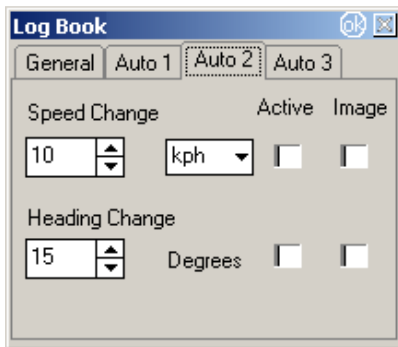 Log Book ok
General Auto 1 Auto 2 Auto 3
Speed Change Active Image
10 kph
Heading Change
15 Degrees